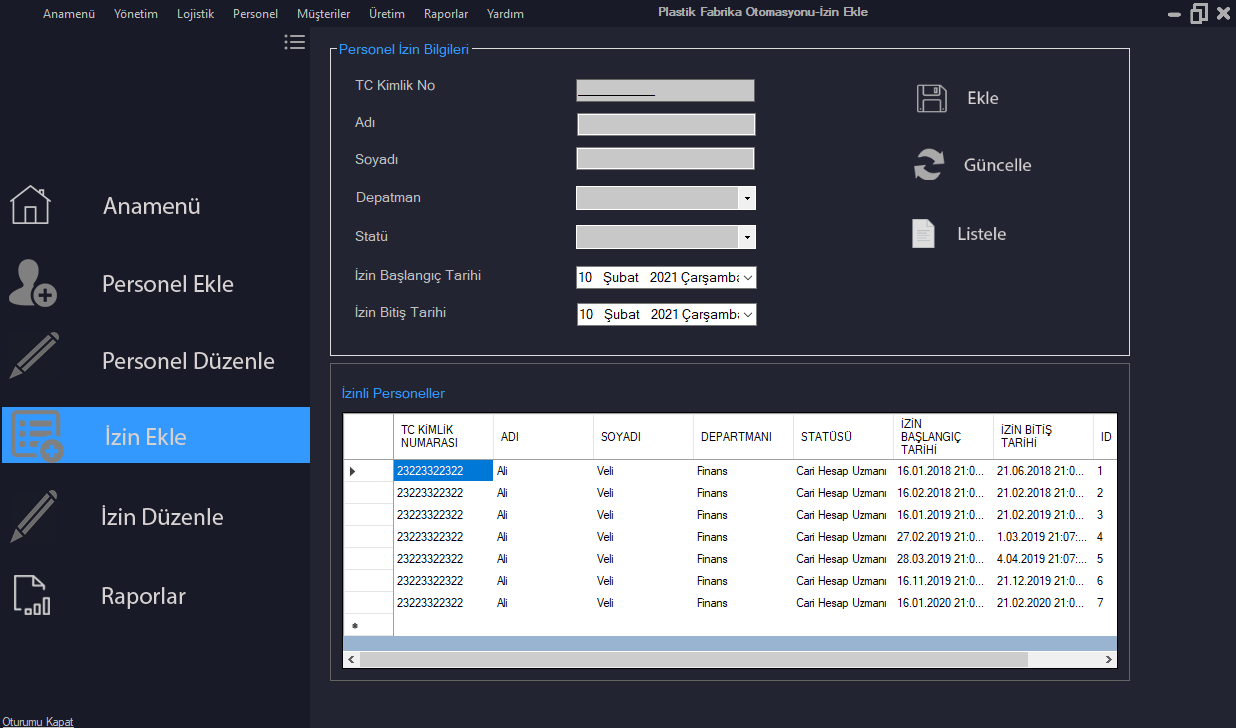 Anamenü Yönetim Lojistik Personel Müşteriler Üretim Raporlar Yardım Plastik Fabrika Otomasyonu-İzin Ekle
Anamenü
Personel Ekle
Personel Düzenle
İzin Ekle
İzin Düzenle
Raporlar
Oturumu Kapat
Personel İzin Bilgileri
TC Kimlik No
Adı
Soyadı
Depatman
Statü
İzin Başlangıç Tarihi 10 Şubat 2021 Çarşamba
İzin Bitiş Tarihi 10 Şubat 2021 Çarşamba
Ekle
Güncelle
Listele
İzinli Personeller
TC KİMLİK NUMARASI ADI SOYADI DEPARTMANI STATÜSÜ İZİN BAŞLANGIÇ TARİHİ İZİN BİTİŞ TARİHİ ID
23223322322 Ali Veli Finans Cari Hesap Uzmanı 16.01.2018 21:0... 21.06.2018 21:0... 1
23223322322 Ali Veli Finans Cari Hesap Uzmanı 16.02.2018 21:0... 21.02.2018 21:0... 2
23223322322 Ali Veli Finans Cari Hesap Uzmanı 16.01.2019 21:0... 21.02.2019 21:0... 3
23223322322 Ali Veli Finans Cari Hesap Uzmanı 27.02.2019 21:0... 1.03.2019 21:07:... 4
23223322322 Ali Veli Finans Cari Hesap Uzmanı 28.03.2019 21:0... 4.04.2019 21:07:... 5
23223322322 Ali Veli Finans Cari Hesap Uzmanı 16.11.2019 21:0... 21.12.2019 21:0... 6
23223322322 Ali Veli Finans Cari Hesap Uzmanı 16.01.2020 21:0... 21.02.2020 21:0... 7